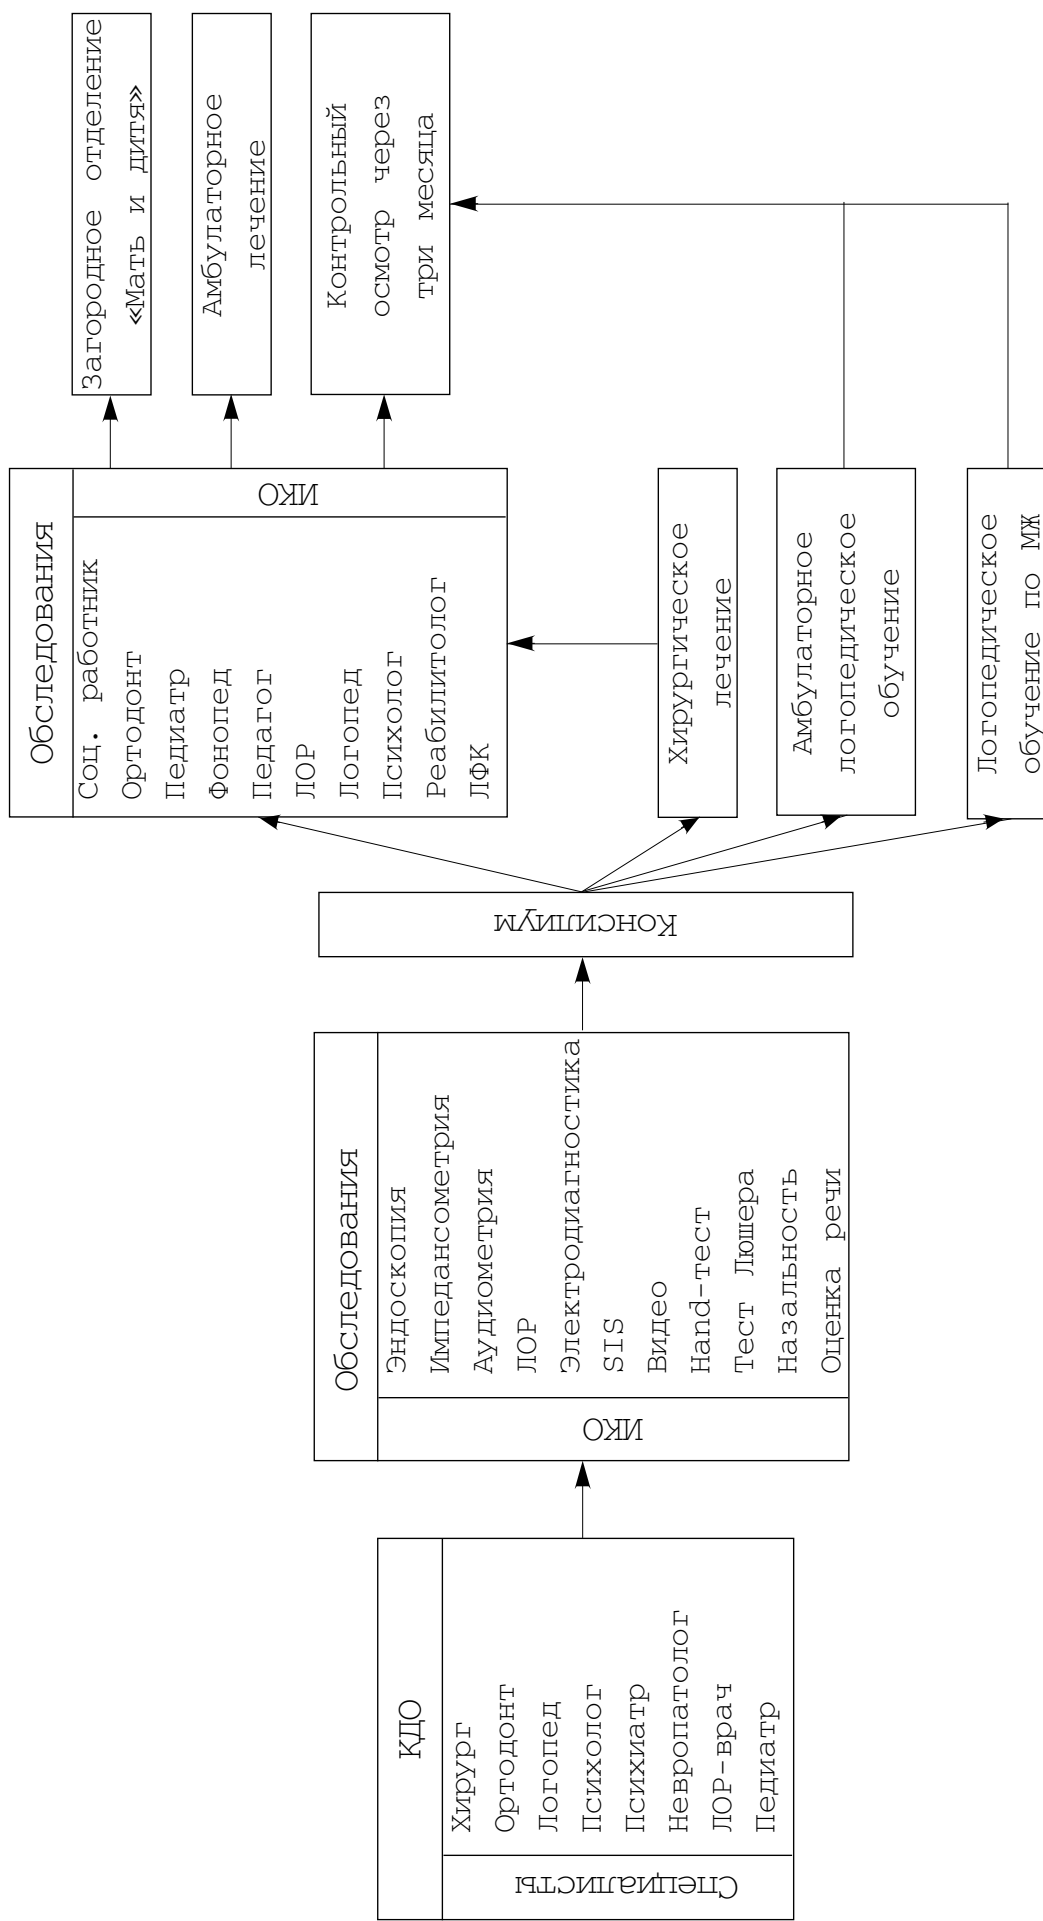 КДО
Специалисты
Хирург
Ортодонт
Логопед
Психолог
Психиатр
Невропатолог
ЛОР-врач
Педиатр
Обследования
ИКО
Эндоскопия
Импедансометрия
Аудиометрия
ЛОР
Электродиагностика
SIS
Видео
Hand-тест
Тест Люшера
Назальность
Оценка речи
Консилиум
Обследования
Соц. работник
Ортодонт
Педиатр
Фонопед
Педагог
ЛОР
Логопед
Психолог
Реабилитолог
ЛФК
ИКО
Хирургическое
лечение
Амбулаторное
логопедическое
обучение
Логопедическое
обучение по МЖ
Загородное отделение
«Мать и дитя»
Амбулаторное
лечение
Контрольный
осмотр через
три месяца